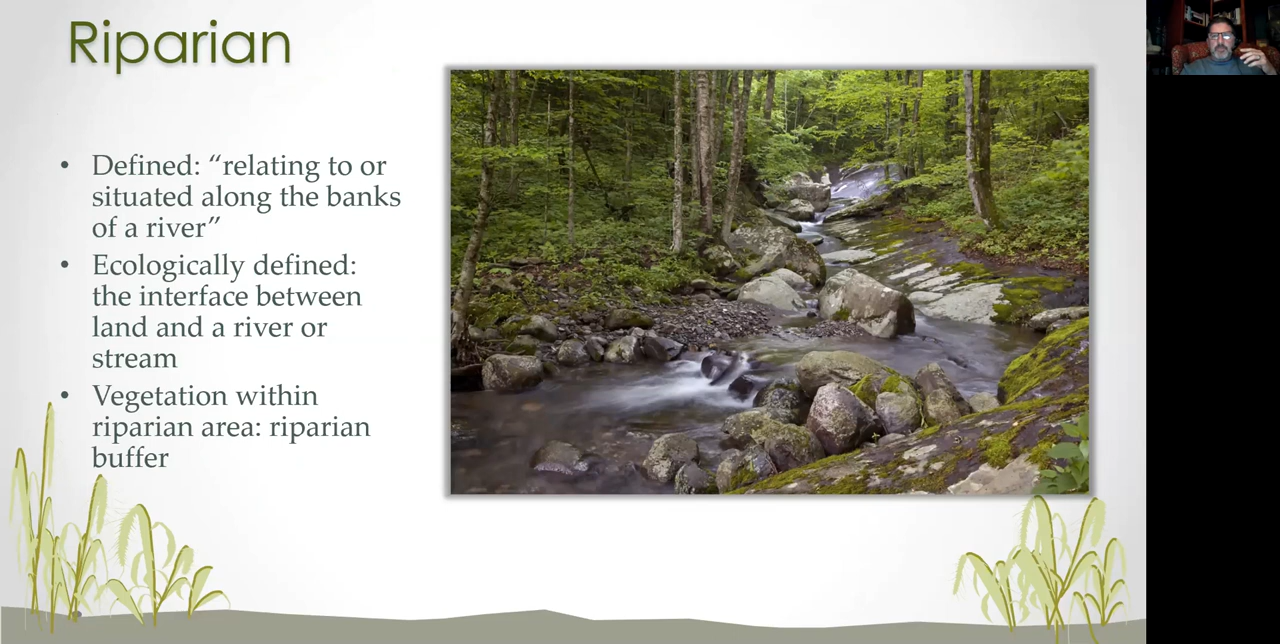 Riparian
• Defined: “relating to or
situated along the banks
of a river”
• Ecologically defined:
the interface between
land and a river or
stream
• Vegetation within
riparian area: riparian
buffer